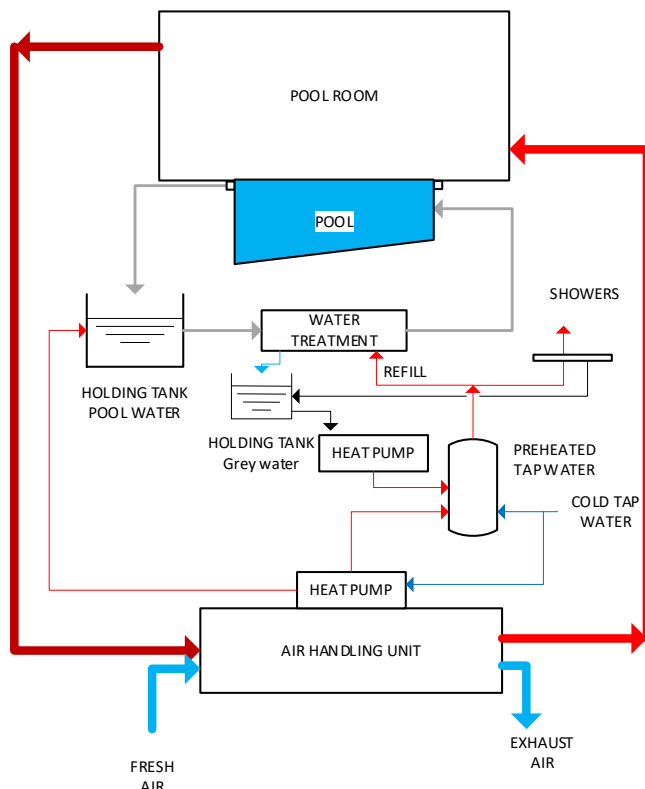 POOL ROOM
POOL
SHOWERS
WATER
TREATMENT
REFILL
HOLDING TANK
POOL WATER
HOLDING TANK
Grey water
HEAT PUMP
PREHEATED
TAP WATER
COLD TAP
WATER
HEAT PUMP
AIR HANDLING UNIT
EXHAUST
AIR
FRESH
AIR